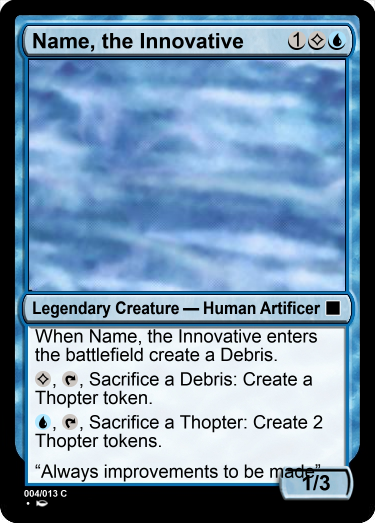 Name, the Innovative 1
Legendary Creature — Human Artificer
When Name, the Innovative enters
the battlefield create a Debris.
, , Sacrifice a Debris: Create a
Thopter token.
, , Sacrifice a Thopter: Create 2
Thopter tokens.
“Always improvements to be made”
1/3
004/013 C